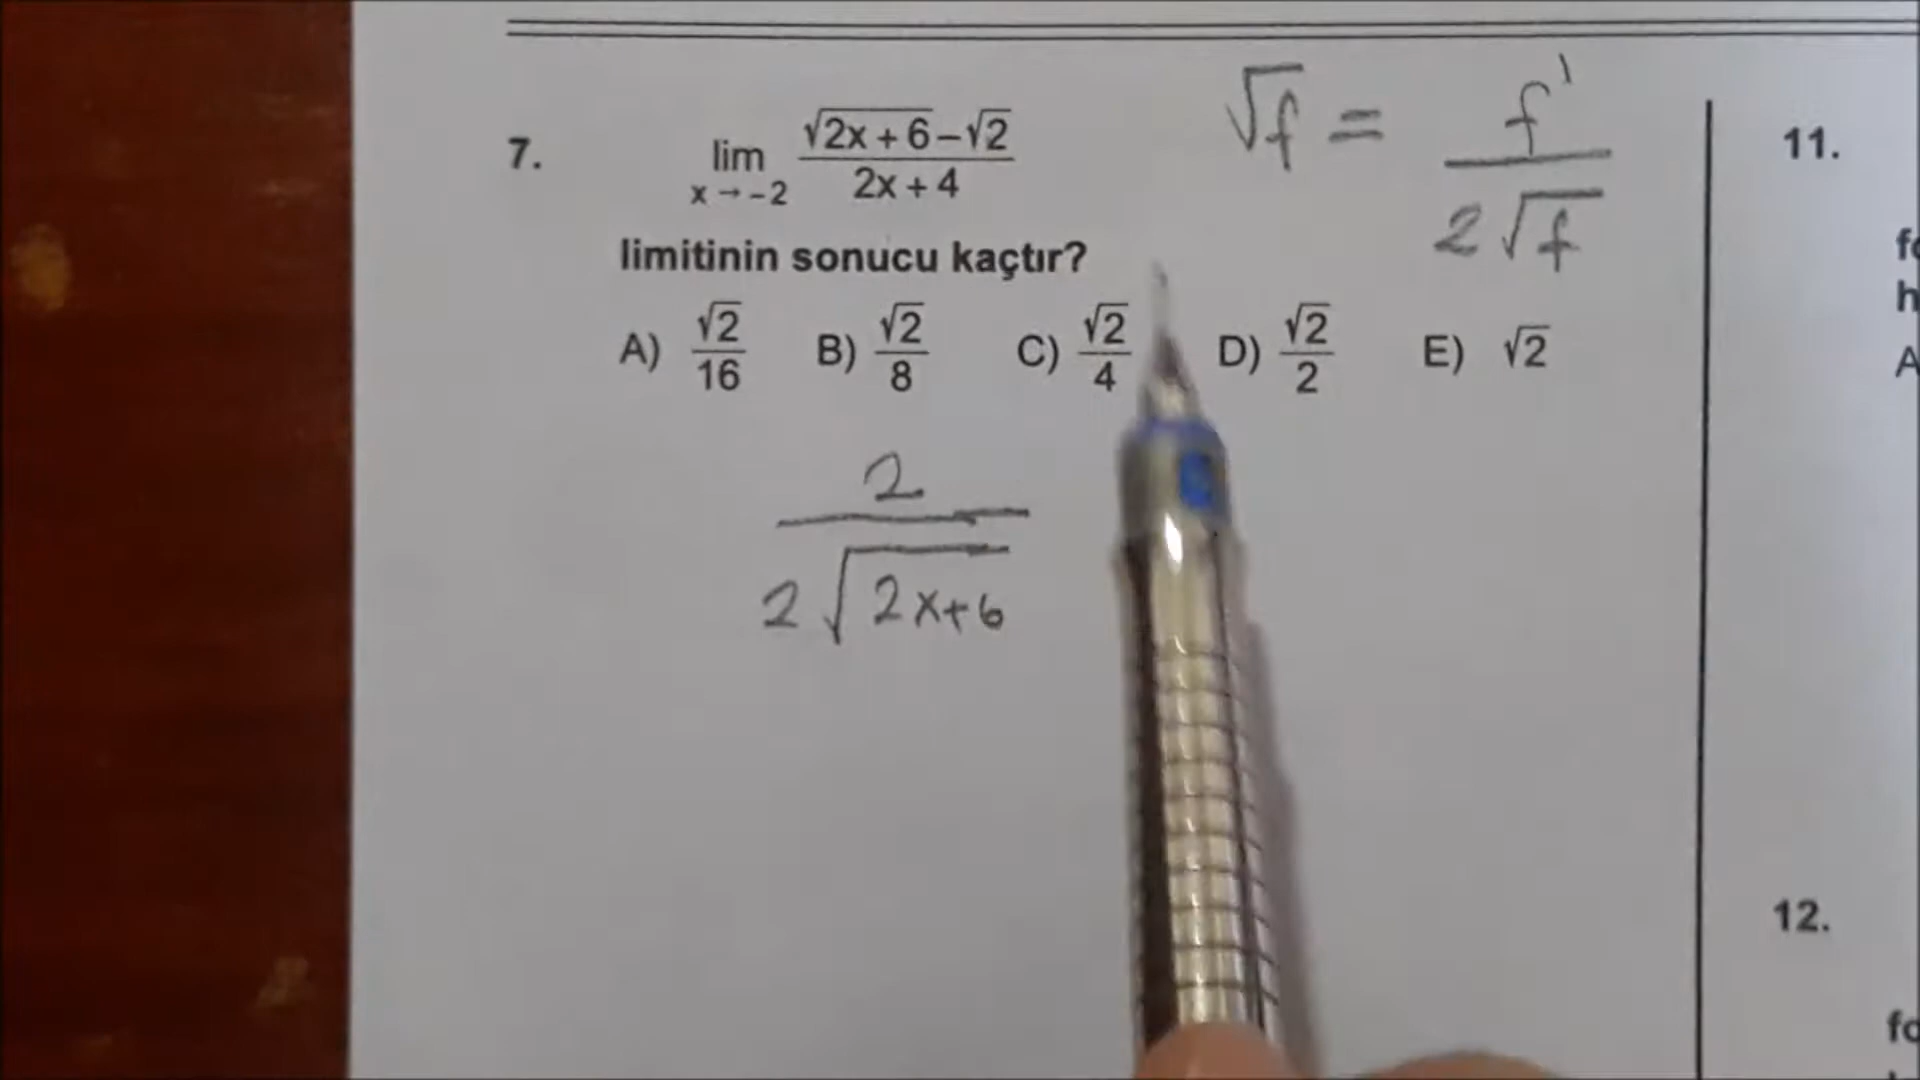 7. lim x→-2 (√2x+6 - √2)/(2x+4)
limitinin sonucu kaçtır?
A) √2/16 B) √2/8 C) √2/4 D) √2/2 E) √2
√f = f'/2√f
2/2√2x+6
11.
A
12.